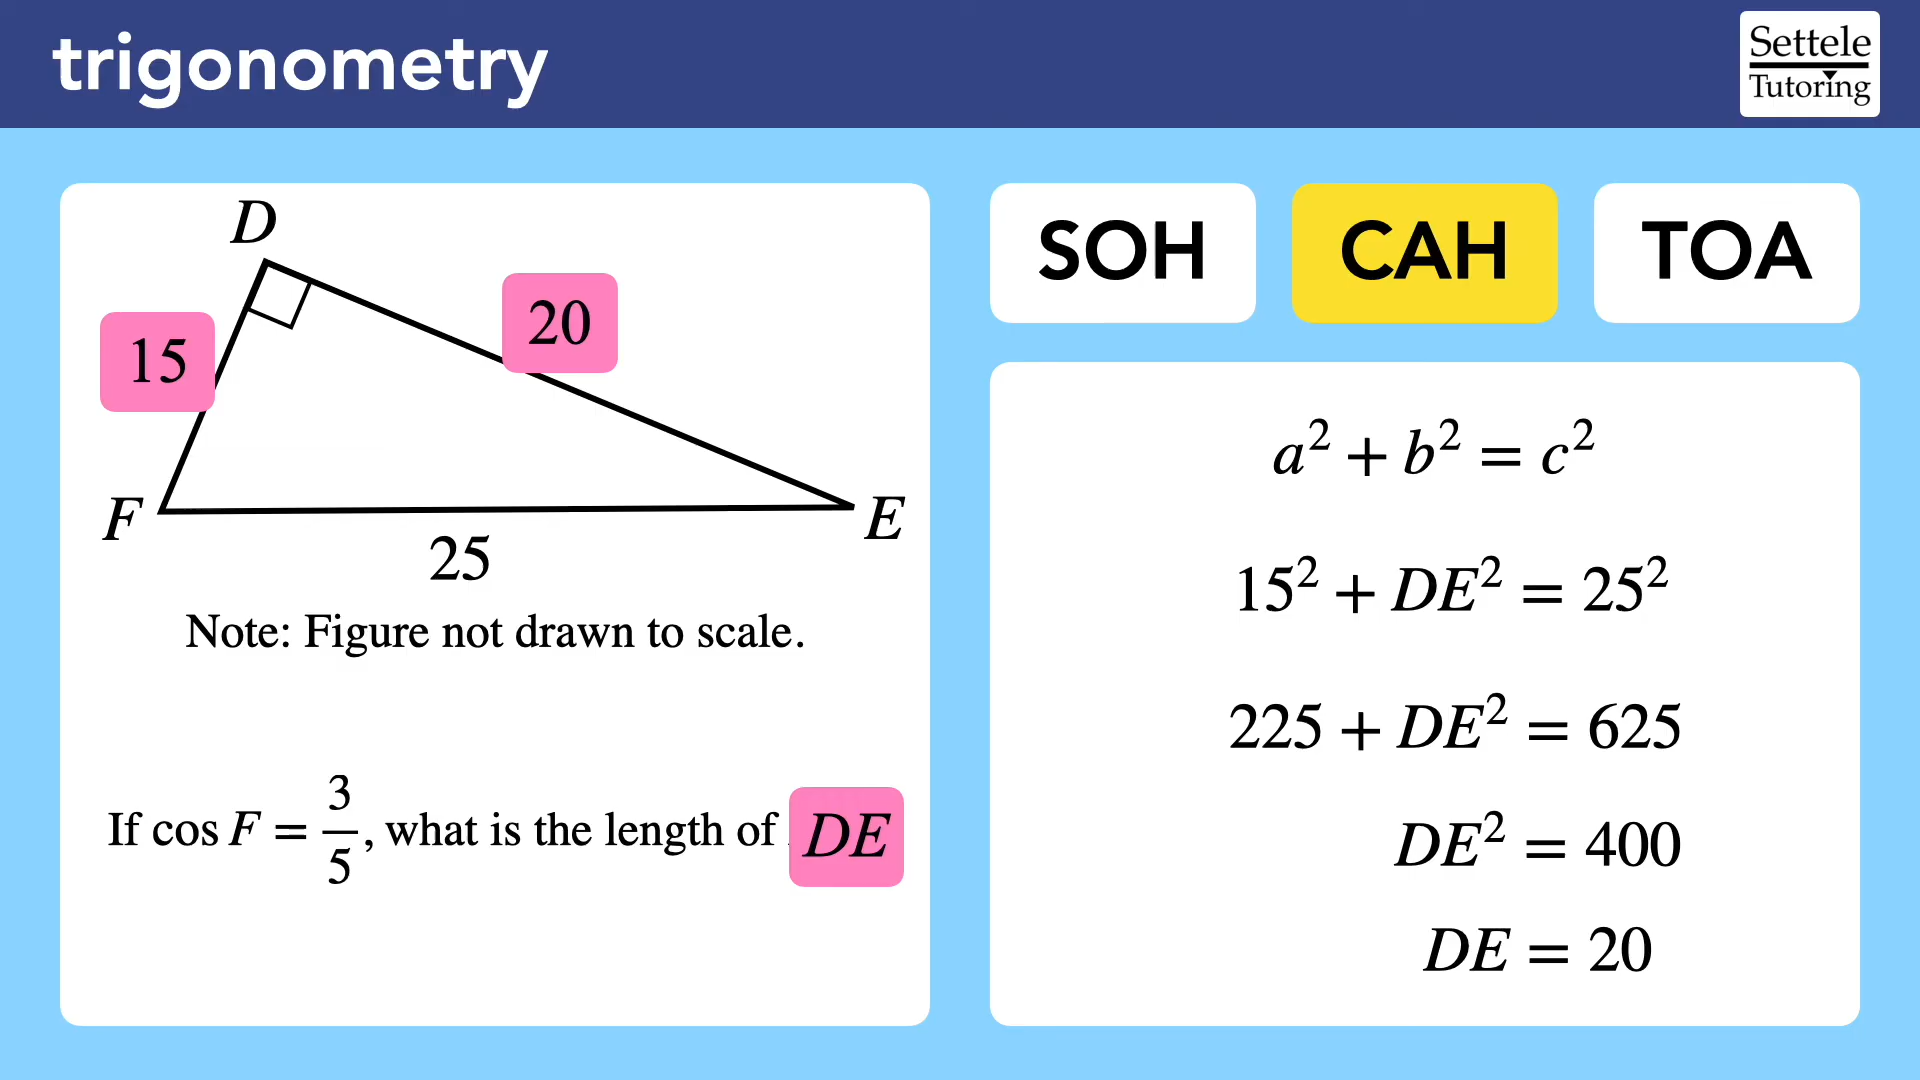 trigonometry
Settele
Tutoring
D
15
20
F
E
25
Note: Figure not drawn to scale.
If cos F = 3/5, what is the length of DE
SOH
CAH
TOA
a² + b² = c²
15² + DE² = 25²
225 + DE² = 625
DE² = 400
DE = 20